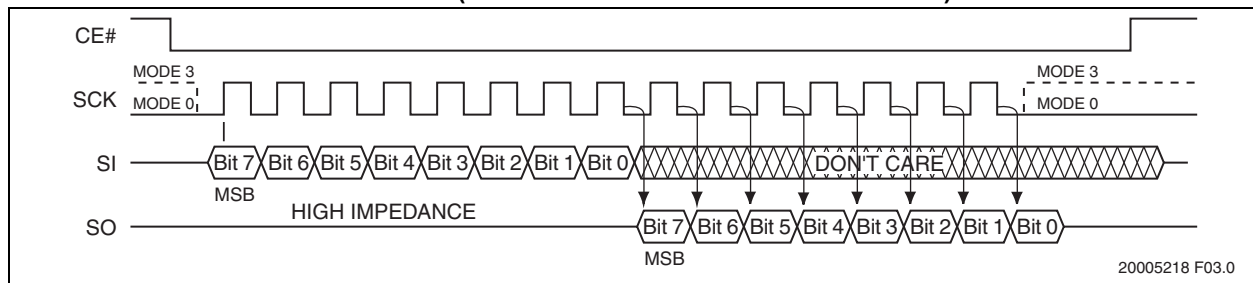 CE#
MODE 3 MODE 3
SCK MODE 0 MODE 0
SI Bit 7 Bit 6 Bit 5 Bit 4 Bit 3 Bit 2 Bit 1 Bit 0 DON'T CARE
MSB
HIGH IMPEDANCE
SO Bit 7 Bit 6 Bit 5 Bit 4 Bit 3 Bit 2 Bit 1 Bit 0
MSB
20005218 F03.0